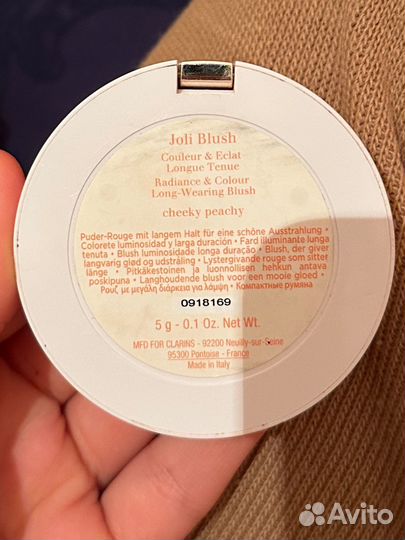 Joli Blush
Couleur & Eclat
Longue Tenue
Radiance & Colour
Long-Wearing Blush
cheeky peachy
Puder-Rouge mit langem Halt für eine schöne Ausstrahlung •
Colorete luminosidad y larga duración • Fard illuminante lunga
tenuta • Blush luminosidade longa duração • Blush, der giver
langvarig glød og udstråling • Lystergivande rouge som sitter
länge • Pitkäkestoinen ja luonnollisen hehkun antava
poskipuna • Langhoudende blush voor een mooie gloed •
Ρουζ με μεγάλη διάρκεια για λάμψη • Компактные румяна
0918169
5 g - 0.1 Oz. Net Wt.
MFD FOR CLARINS - 92200 Neuilly-sur-Seine
95300 Pontoise - France
Made in Italy
Avito